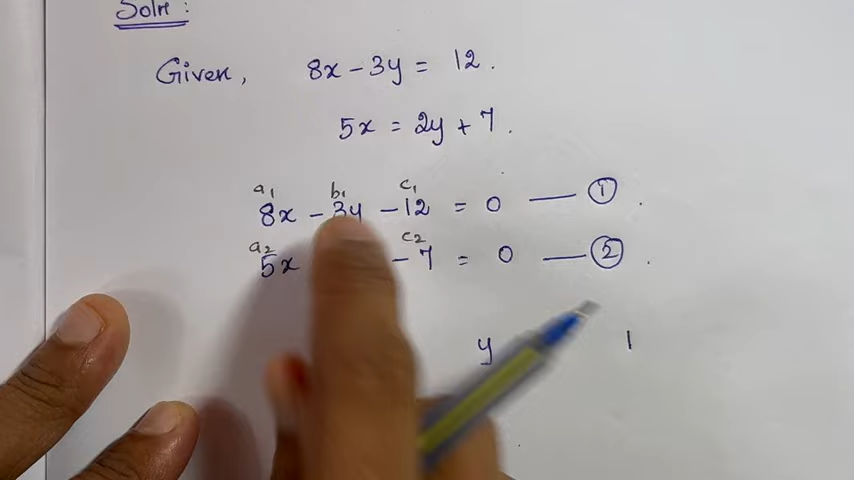 Soln :
Given, 8x - 3y = 12.
5x = 2y + 7.
a₁ b₁ c₁
8x - 3y - 12 = 0 — ① .
a₂ c₂
5x - 7 = 0 — ② .
y 1